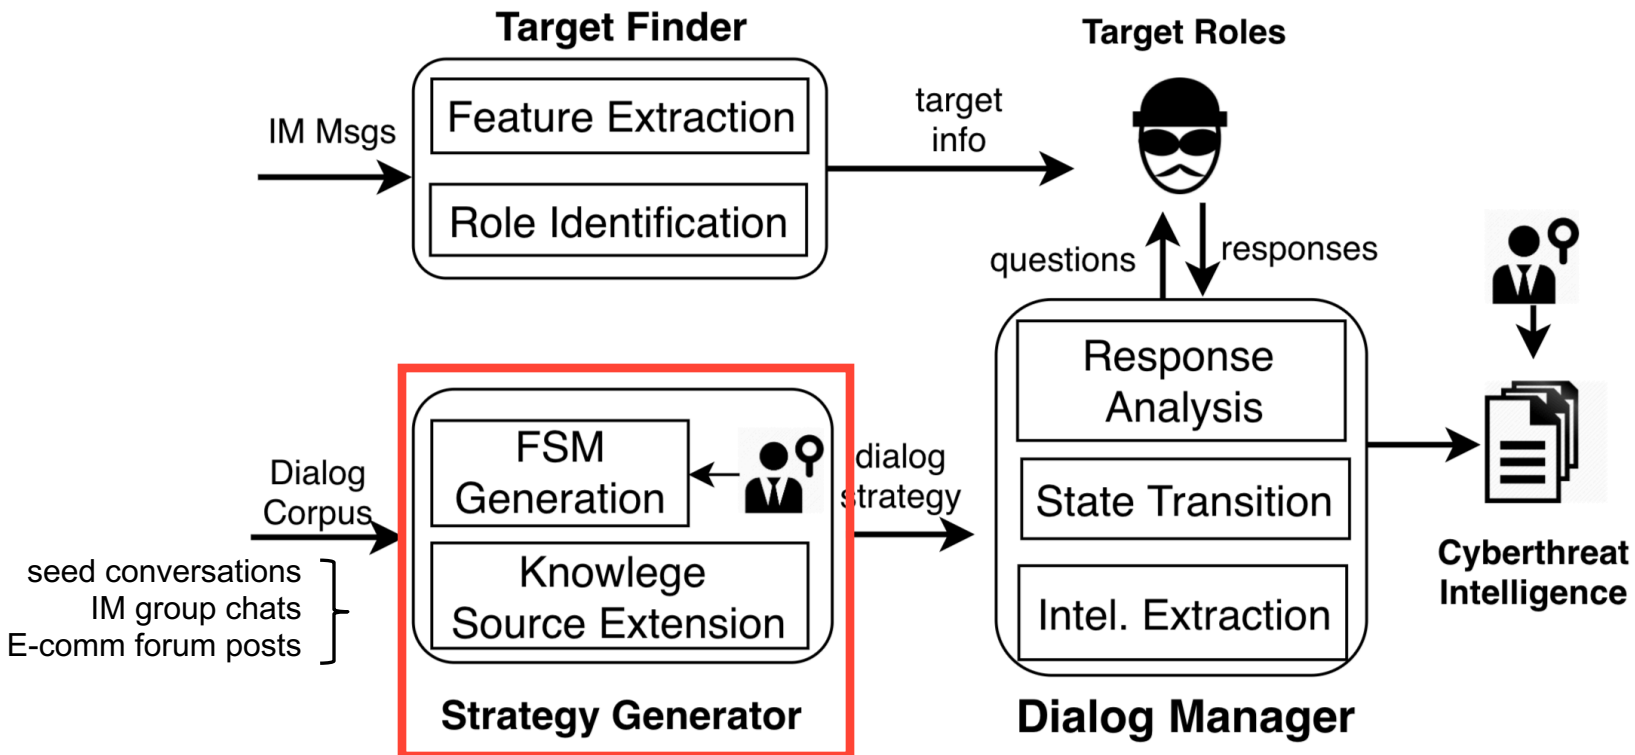 Target Finder
Feature Extraction
Role Identification
IM Msgs
target
info
Target Roles
questions
responses
Dialog
Corpus
seed conversations
IM group chats
E-comm forum posts
FSM
Generation
Knowlege
Source Extension
Strategy Generator
dialog
strategy
Response
Analysis
State Transition
Intel. Extraction
Dialog Manager
Cyberthreat
Intelligence